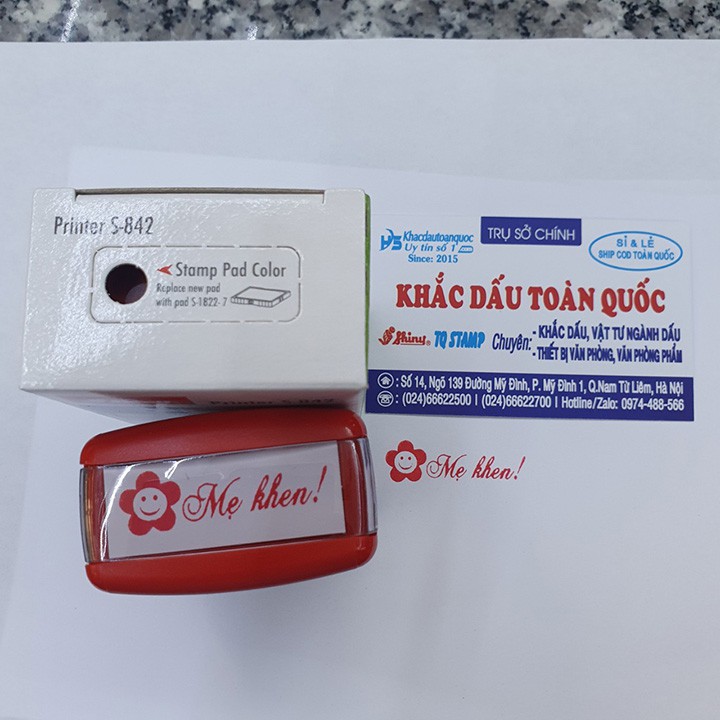 Printer S-842
Stamp Pad Color
Replace new pad
with pad S-1822-7
Printer S-842
Mẹ khen!
Khacdautoanquoc
Uy tín số 1
Since: 2015
TRỤ SỞ CHÍNH
SỈ & LẺ
SHIP COD TOÀN QUỐC
KHẮC DẤU TOÀN QUỐC
Shiny® TQ STAMP Chuyên: - KHẮC DẤU, VẬT TƯ NGÀNH DẤU
- THIẾT BỊ VĂN PHÒNG, VĂN PHÒNG PHẨM
: Số 14, Ngõ 139 Đường Mỹ Đình, P. Mỹ Đình 1, Q.Nam Từ Liêm, Hà Nội
: (024)66622500 | (024)66622700 | Hotline/Zalo: 0974-488-566
Mẹ khen!